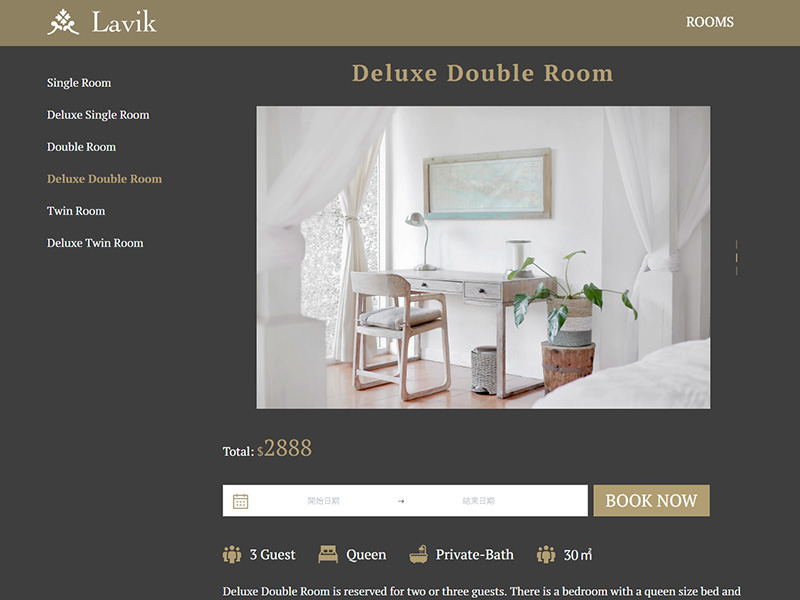 Lavik
ROOMS
Single Room
Deluxe Single Room
Double Room
Deluxe Double Room
Twin Room
Deluxe Twin Room
Deluxe Double Room
Total: $2888
開始日期 → 結束日期
BOOK NOW
3 Guest Queen Private-Bath 30㎡
Deluxe Double Room is reserved for two or three guests. There is a bedroom with a queen size bed and